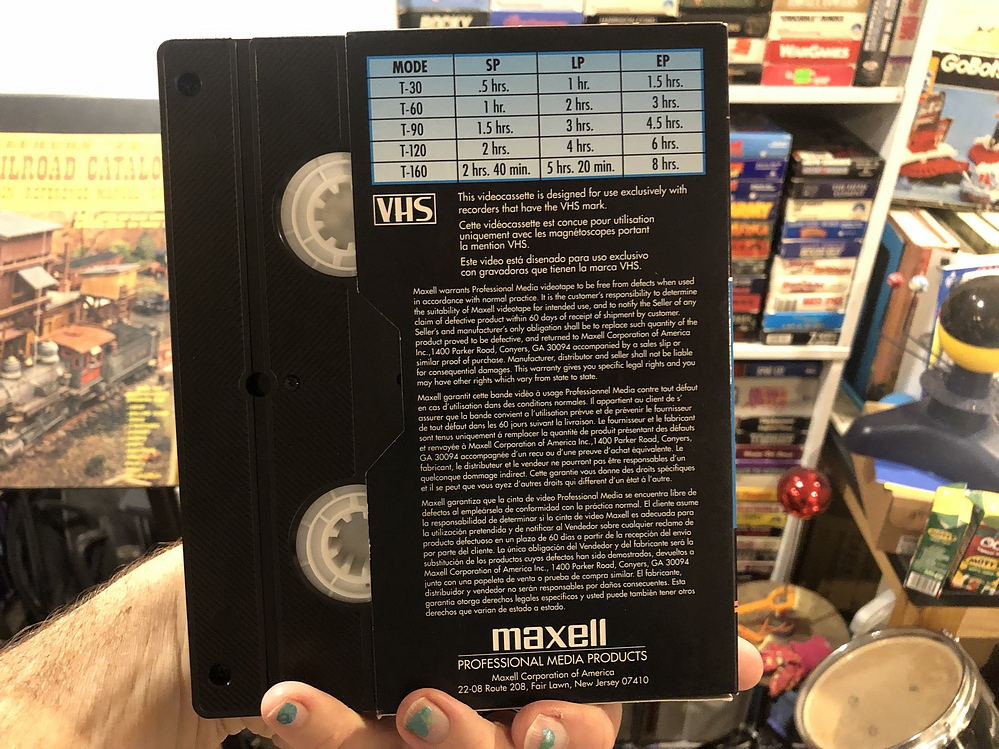 ROCKY
WARGAMES
GoBots
MODE SP LP EP
T-30 .5 hrs. 1 hr. 1.5 hrs.
T-60 1 hr. 2 hrs. 3 hrs.
T-90 1.5 hrs. 3 hrs. 4.5 hrs.
T-120 2 hrs. 4 hrs. 6 hrs.
T-160 2 hrs. 40 min. 5 hrs. 20 min. 8 hrs.
VHS
This videocassette is designed for use exclusively with
recorders that have the VHS mark.
Cette vidéocassette est concue pour utilisation
uniquement avec les magnétoscopes portant
la mention VHS.
Este video está disenado para uso exclusivo
con gravadoras que tienen la marca VHS.
Maxell warrants Professional Media videotape to be free from defects when used
in accordance with normal practice. It is the customer's responsibility to determine
the suitability of Maxell videotape for intended use, and to notify the Seller of any
claim of defective product within 60 days of receipt of shipment by customer.
Seller's and manufacturer's only obligation shall be to replace such quantity of the
product proved to be defective, and returned to Maxell Corporation of America
Inc.,1400 Parker Road, Conyers, GA 30094 accompanied by a sales slip or
similar proof of purchase. Manufacturer, distributor and seller shall not be liable
for consequential damages. This warranty gives you specific legal rights and you
may have other rights which vary from state to state.
Maxell garantit cette bande vidéo à usage Professionnel Media contre tout défaut
en cas d'utilisation dans des conditions normales. Il appartient au client de s'
assurer que la bande convient a l'utilisation prévue et de prévenir le fournisseur
de tout défaut dans les 60 jours suivant la livraison. Le fournisseur et le fabricant
sont tenus uniquement à remplacer la quantité de produit présentant des défauts
et renvoyée à Maxell Corporation of America Inc.,1400 Parker Road, Conyers,
GA 30094 accompagnée d'un recu ou d'une preuve d'achat équivalente. Le
fabricant, le distributeur et le vendeur ne pourront pas être responsables d'un
quelconque dommage indirect. Cette garantie vous donne des droits spécifiques
et il se peut que vous ayez d'autres droits qui different d'un état à l'autre.
Maxell garantiza que la cinta de video Professional Media se encuentra libre de
defectos al empleársela de conformidad con la práctica normal. El cliente asume
la responsabilidad de determinar si la cinta de video Maxell es adecuada para
la utilización pretendida y de notificar al Vendedor sobre cualquier reclamo de
producto defectuoso en un plazo de 60 dias a partir de la recepción del envio
por parte del cliente. La única obligación del Vendedor y del fabricante será la
substitución de los productos cuyos defectos han sido demostrados, devueltos a
Maxell Corporation of America Inc., 1400 Parker Road, Conyers, GA 30094
junto con una papeleta de venta o prueba de compra similar. El fabricante,
distribuidor y vendedor no serán responsables por daños consecuentes. Esta
garantia otorga derechos legales especificos y usted puede también tener otros
derechos que varian de estado a estado.
maxell
PROFESSIONAL MEDIA PRODUCTS
Maxell Corporation of America
22-08 Route 208, Fair Lawn, New Jersey 07410